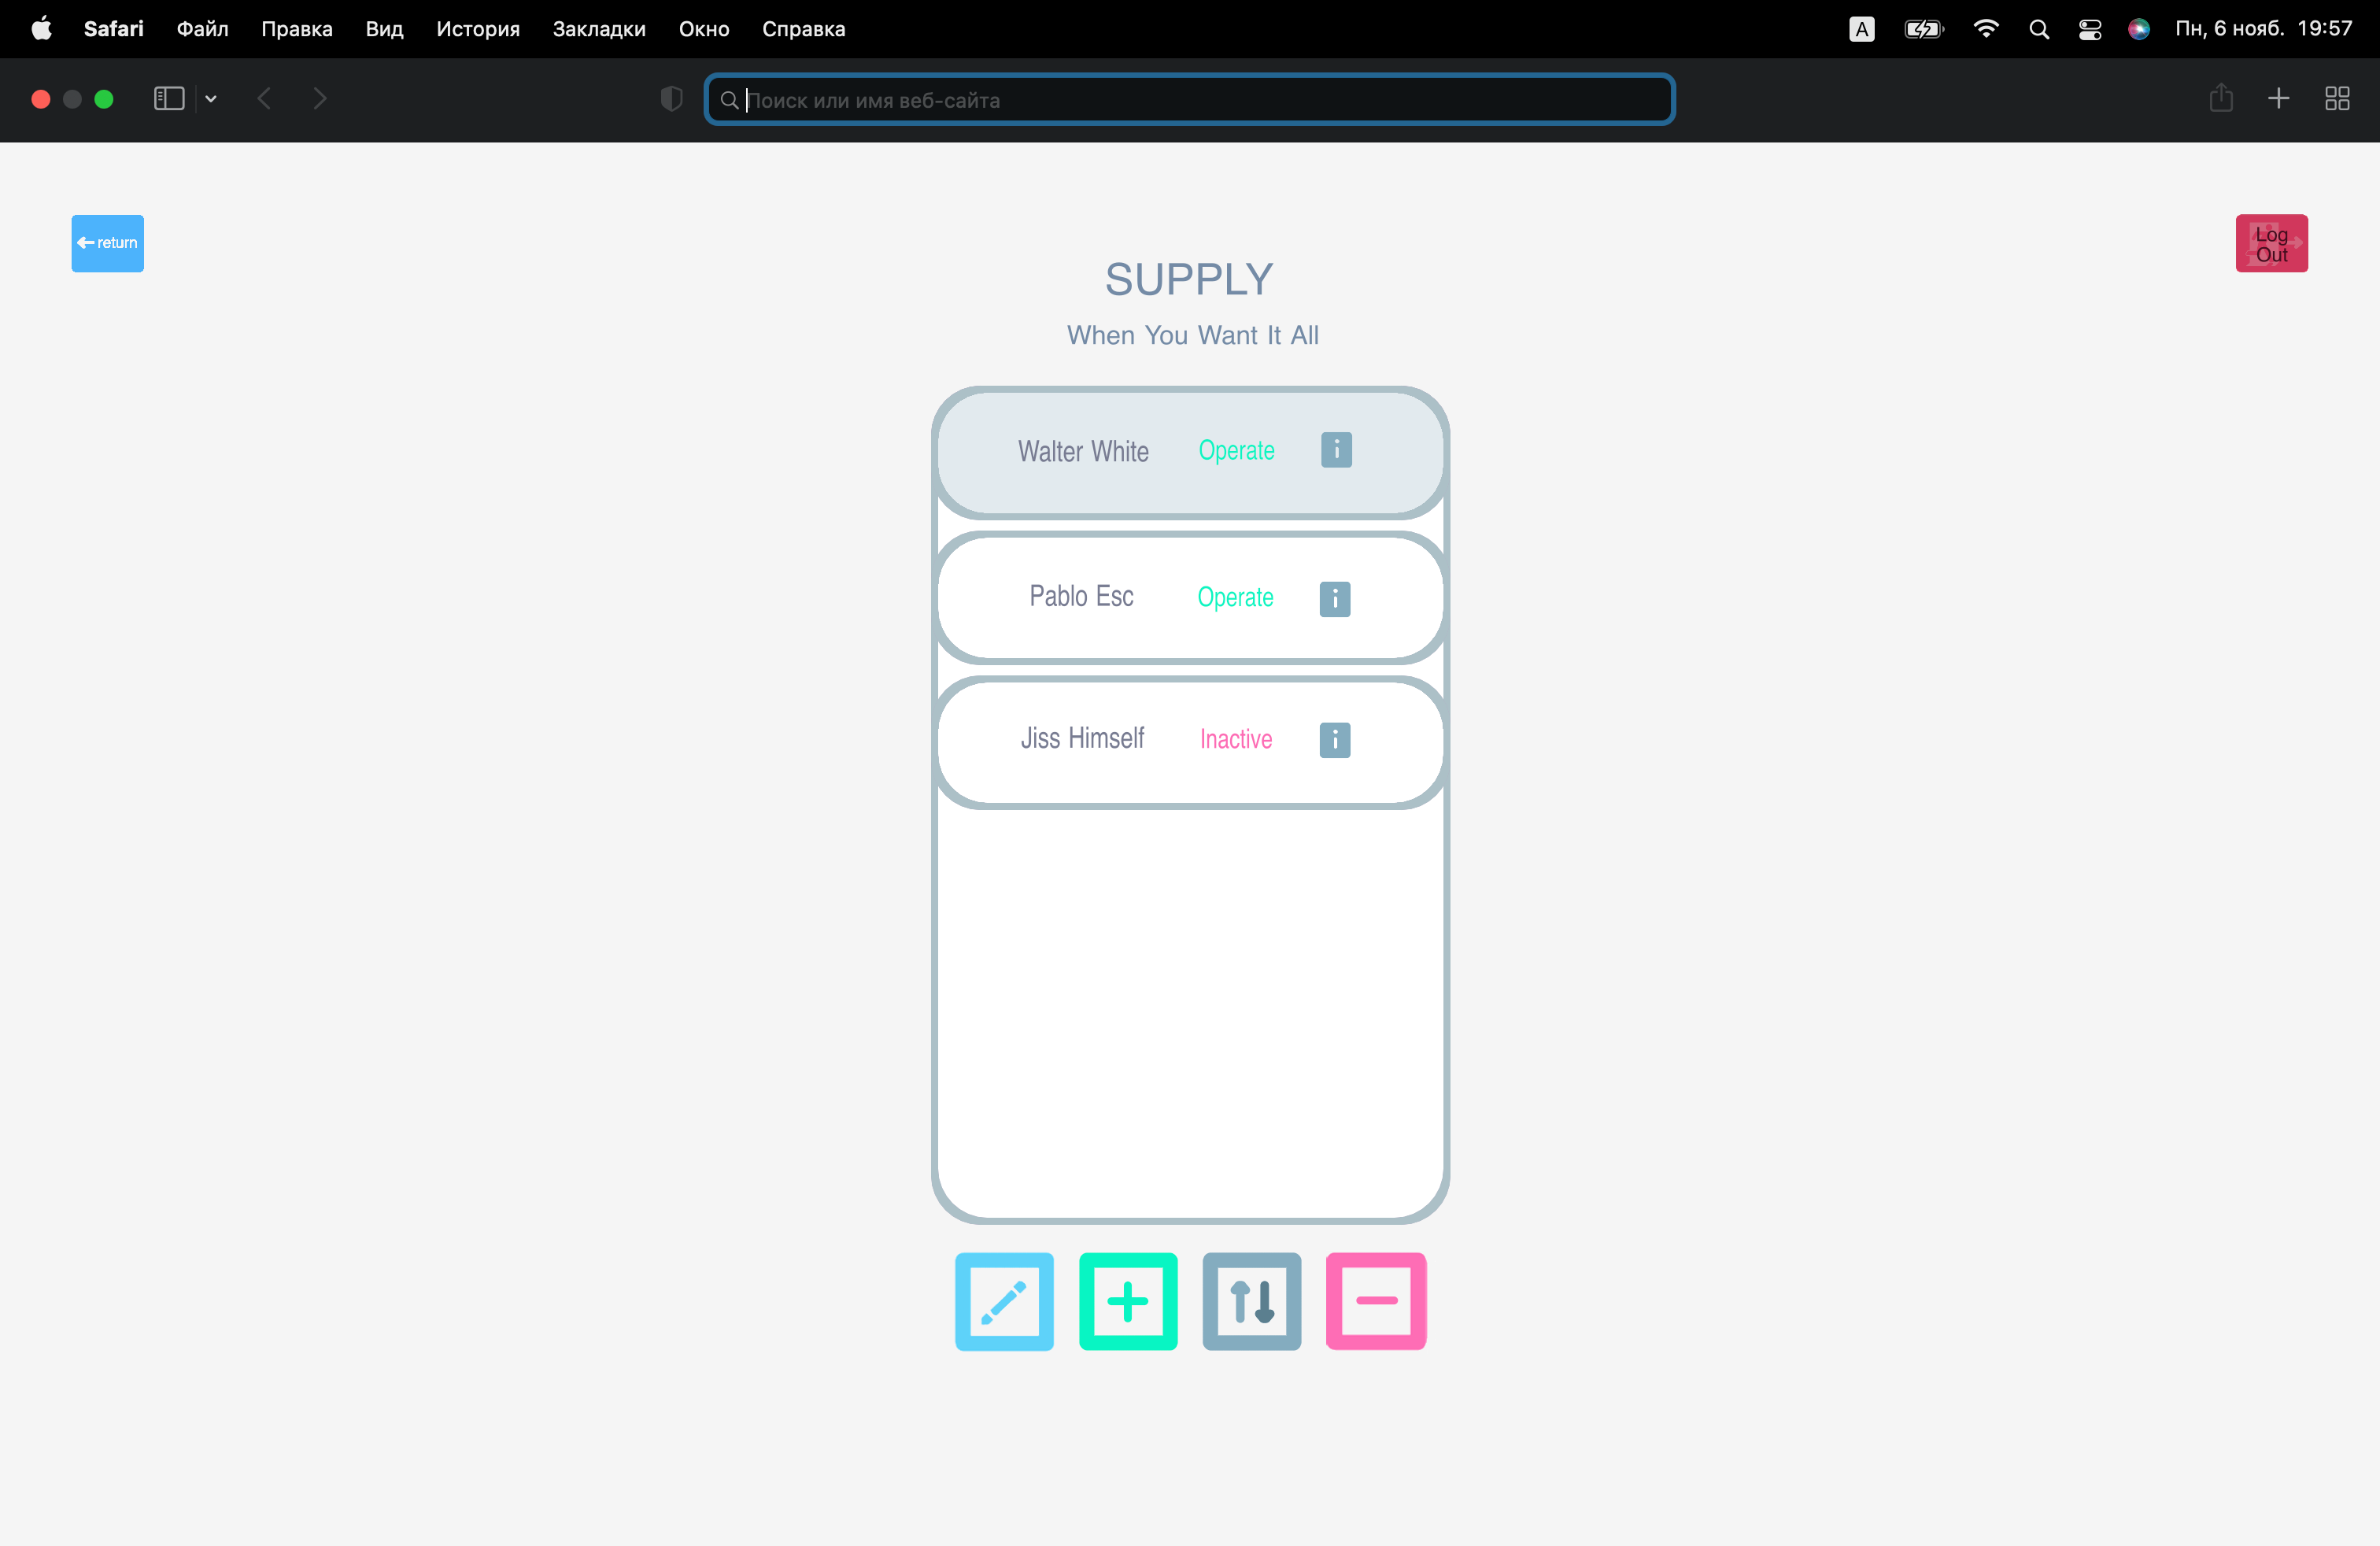 Safari Файл Правка Вид История Закладки Окно Справка A Пн, 6 нояб. 19:57
Поиск или имя веб-сайта
return
Log
Out
SUPPLY
When You Want It All
Walter White Operate i
Pablo Esc Operate i
Jiss Himself Inactive i